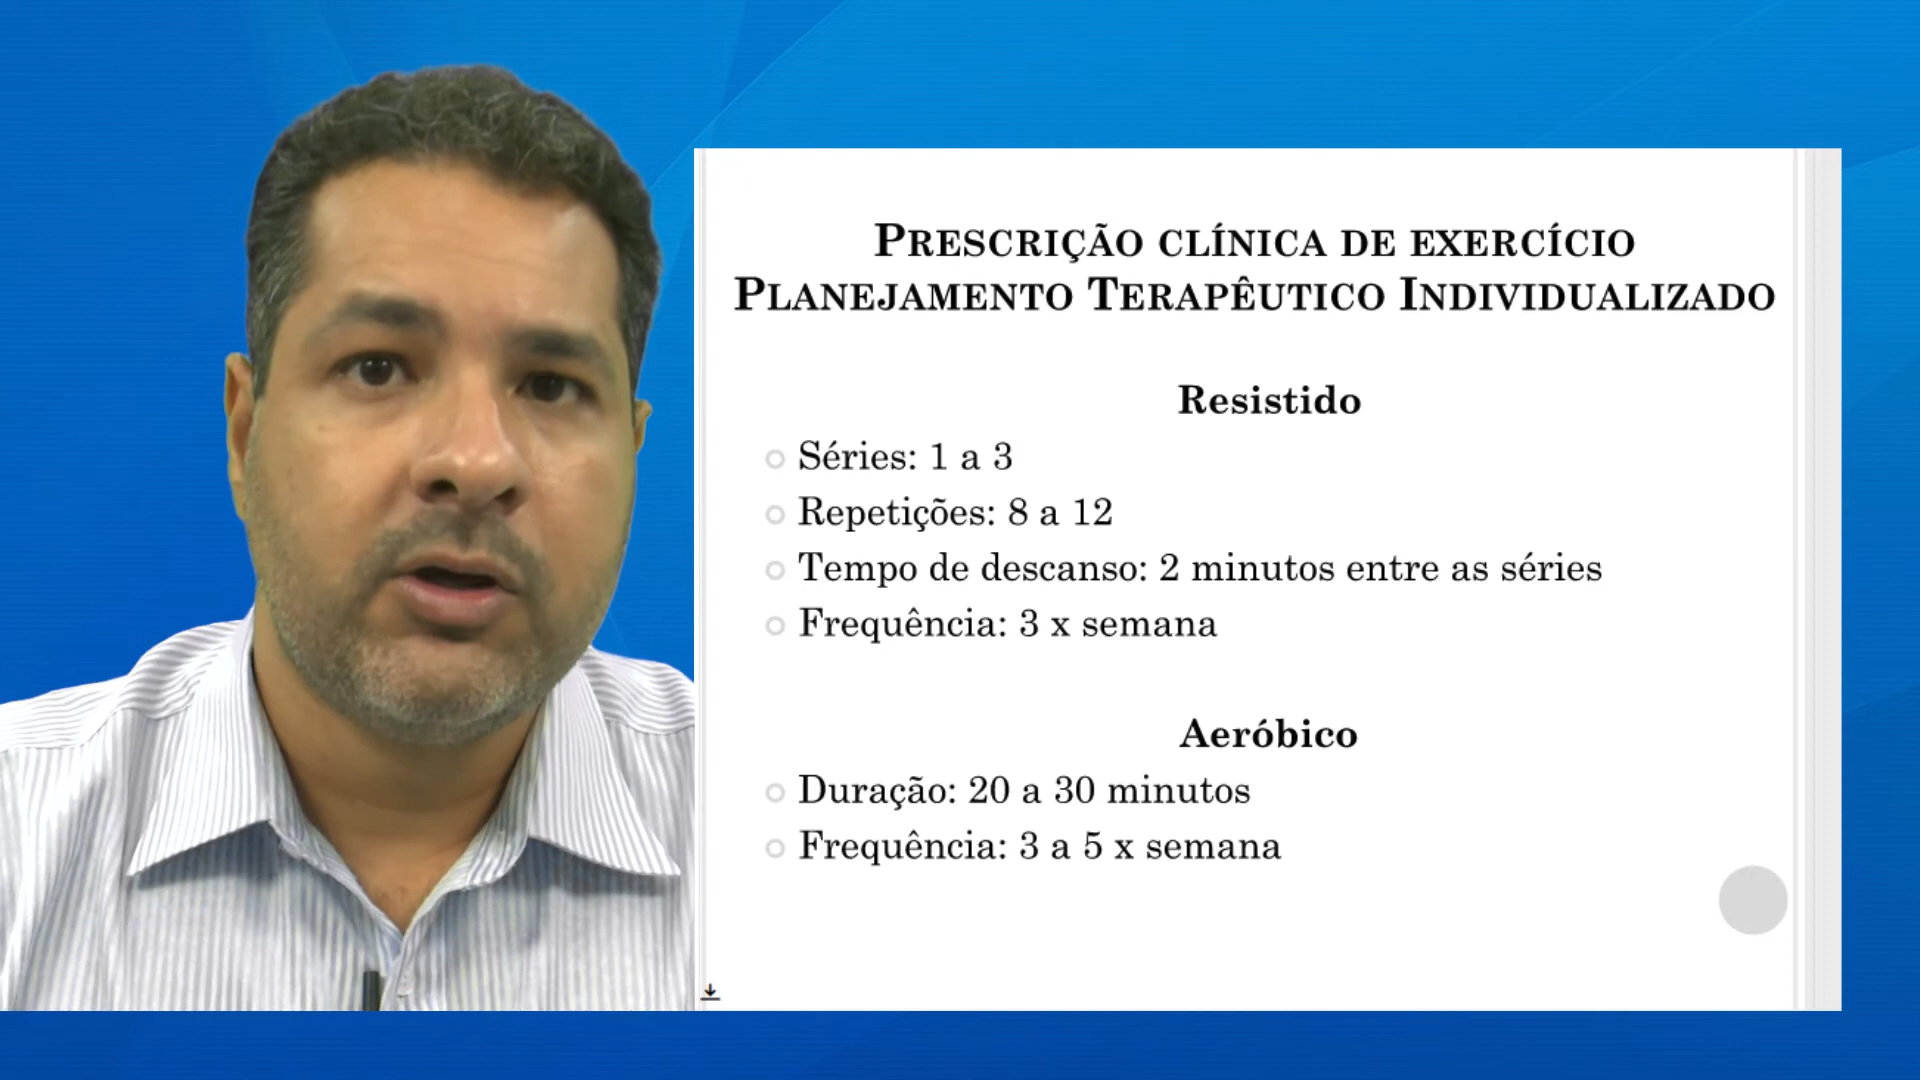 PRESCRIÇÃO CLÍNICA DE EXERCÍCIO
PLANEJAMENTO TERAPÊUTICO INDIVIDUALIZADO
Resistido
Séries: 1 a 3
Repetições: 8 a 12
Tempo de descanso: 2 minutos entre as séries
Frequência: 3 x semana
Aeróbico
Duração: 20 a 30 minutos
Frequência: 3 a 5 x semana